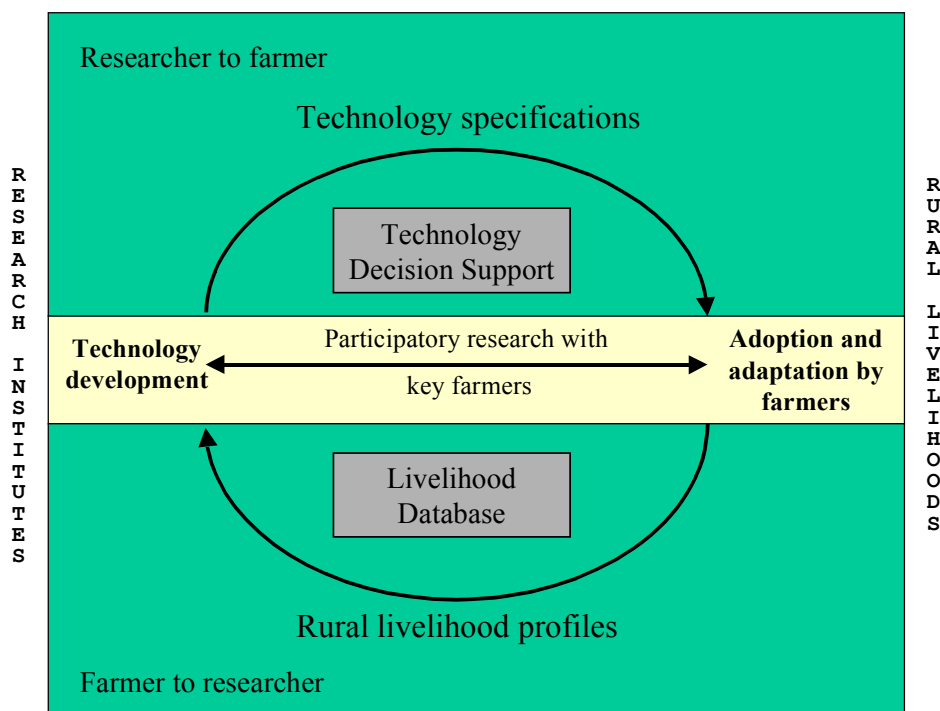 Researcher to farmer
Technology specifications
RESEARCH INSTITUTES
RURAL LIVELIHOODS
Technology
Decision Support
Technology
development
Participatory research with
key farmers
Adoption and
adaptation by
farmers
Livelihood
Database
Rural livelihood profiles
Farmer to researcher